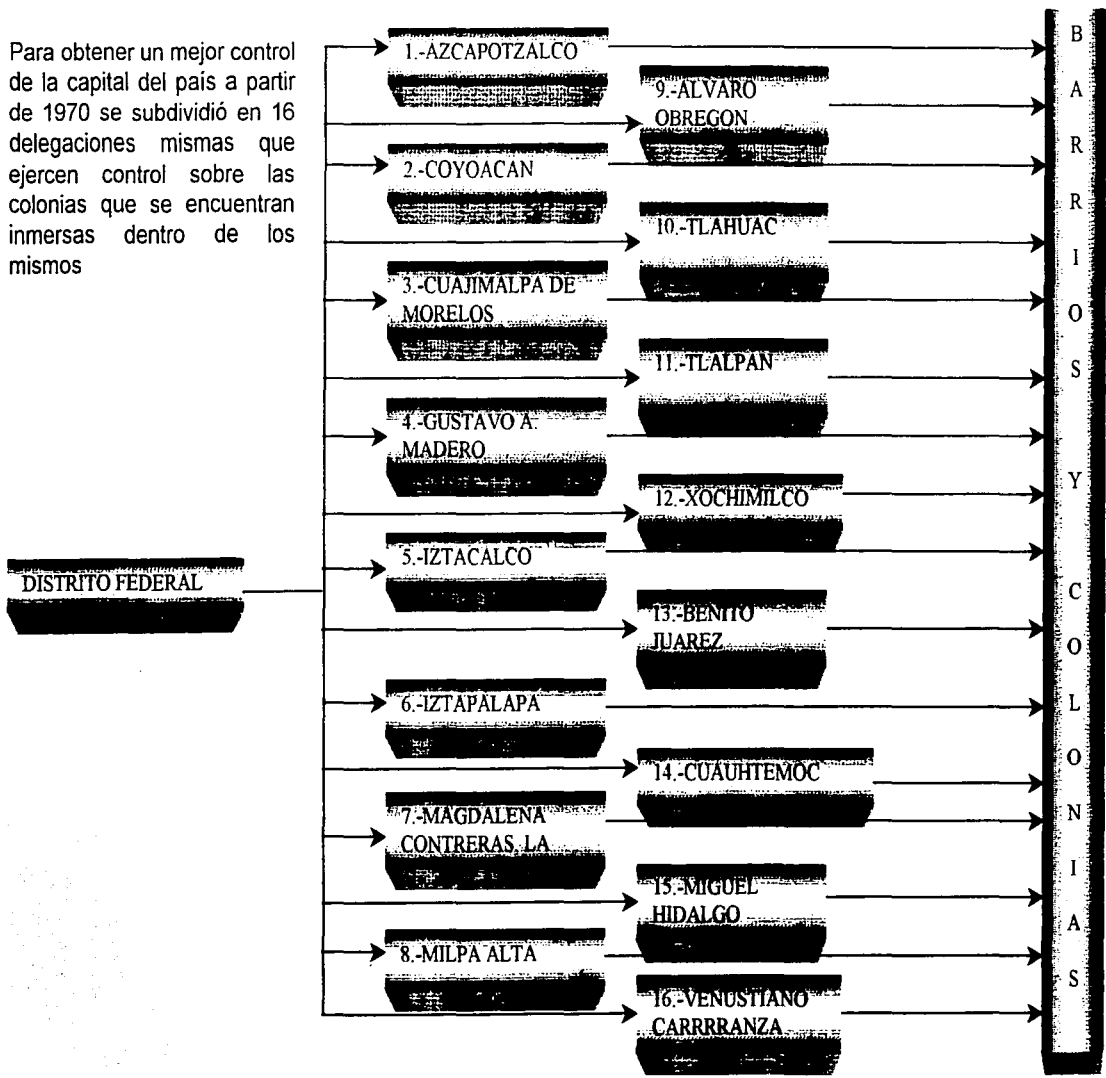 Para obtener un mejor control
de la capital del país a partir
de 1970 se subdividió en 16
delegaciones mismas que
ejercen control sobre las
colonias que se encuentran
inmersas dentro de los
mismos
DISTRITO FEDERAL
1.-AZCAPOTZALCO
2.-COYOACAN
3.-CUAJIMALPA DE
MORELOS
4.-GUSTAVO A.
MADERO
5.-IZTACALCO
6.-IZTAPALAPA
7.-MAGDALENA
CONTRERAS, LA
8.-MILPA ALTA
9.-ALVARO
OBREGON
10.-TLAHUAC
11.-TLALPAN
12.-XOCHIMILCO
13.-BENITO
JUAREZ
14.-CUAUHTEMOC
15.-MIGUEL
HIDALGO
16.-VENUSTIANO
CARRRRANZA
BARRIOS Y COLONIAS